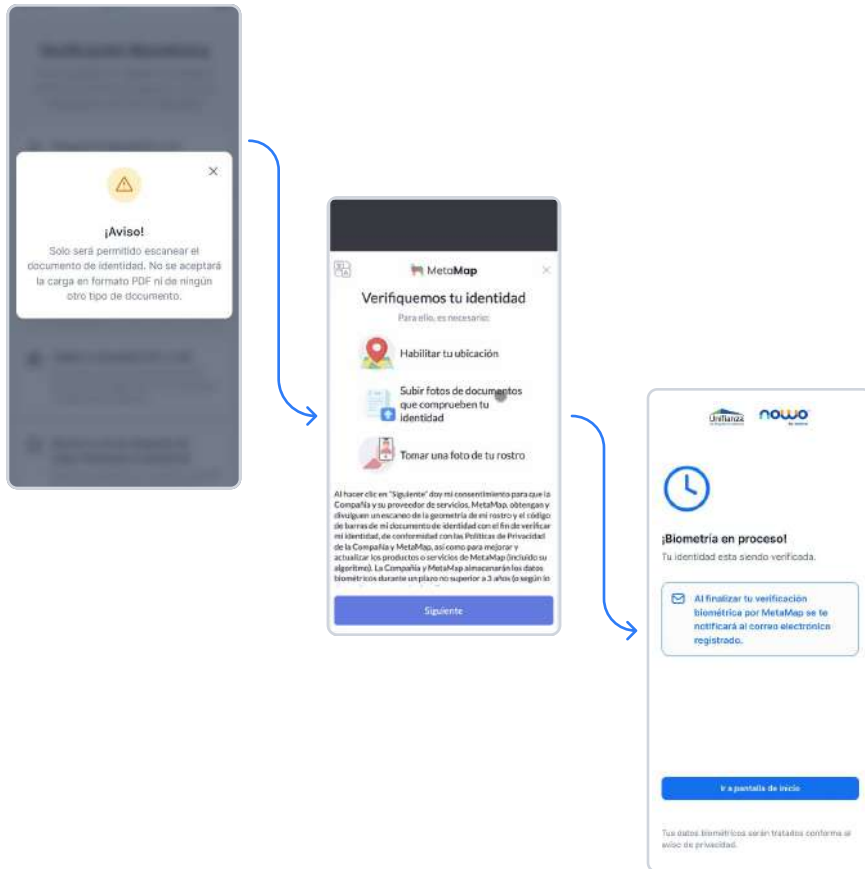 ¡Aviso!
Solo será permitido escanear el
documento de identidad. No se aceptará
la carga en formato PDF ni de ningún
otro tipo de documento.
MetaMap
Verifiquemos tu identidad
Para ello, es necesario:
Habilitar tu ubicación
Subir fotos de documentos
que comprueben tu
identidad
Tomar una foto de tu rostro
Al hacer clic en "Siguiente" doy mi consentimiento para que la
Compañía y su proveedor de servicios, MetaMap, obtengan y
divulguen un escaneo de la geometría de mi rostro y el código
de barras de mi documento de identidad con el fin de verificar
mi identidad, de conformidad con las Políticas de Privacidad
de la Compañía y MetaMap, así como para mejorar y
actualizar los productos o servicios de MetaMap (incluido su
algoritmo). La Compañía y MetaMap almacenarán los datos
biométricos durante un plazo no superior a 3 años (o según lo
Siguiente
Unifianza
nowo
¡Biometría en proceso!
Tu identidad esta siendo verificada.
Al finalizar tu verificación
biométrica por MetaMap se te
notificará al correo electrónico
registrado.
Ir a pantalla de inicio
Tus datos biométricos serán tratados conforme al
aviso de privacidad.